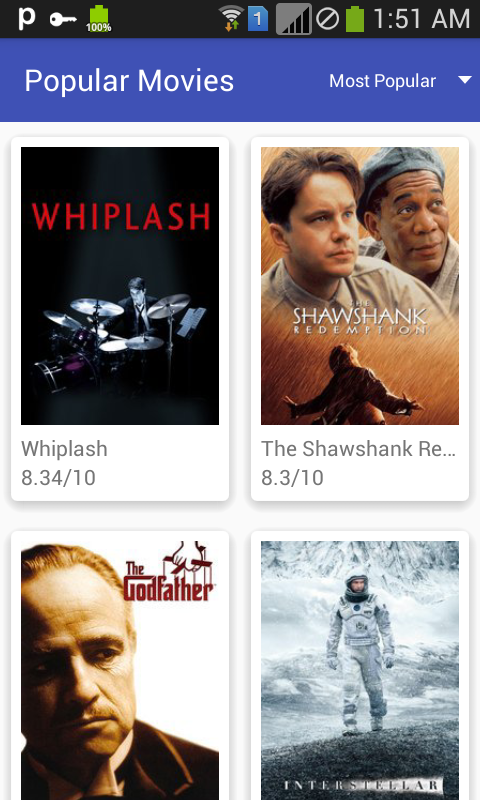 p 100% 1 1:51 AM
Popular Movies Most Popular
WHIPLASH
THE
SHAWSHANK
REDEMPTION
Whiplash
8.34/10
The Shawshank Re...
8.3/10
The
Godfather
INTERSTELLAR